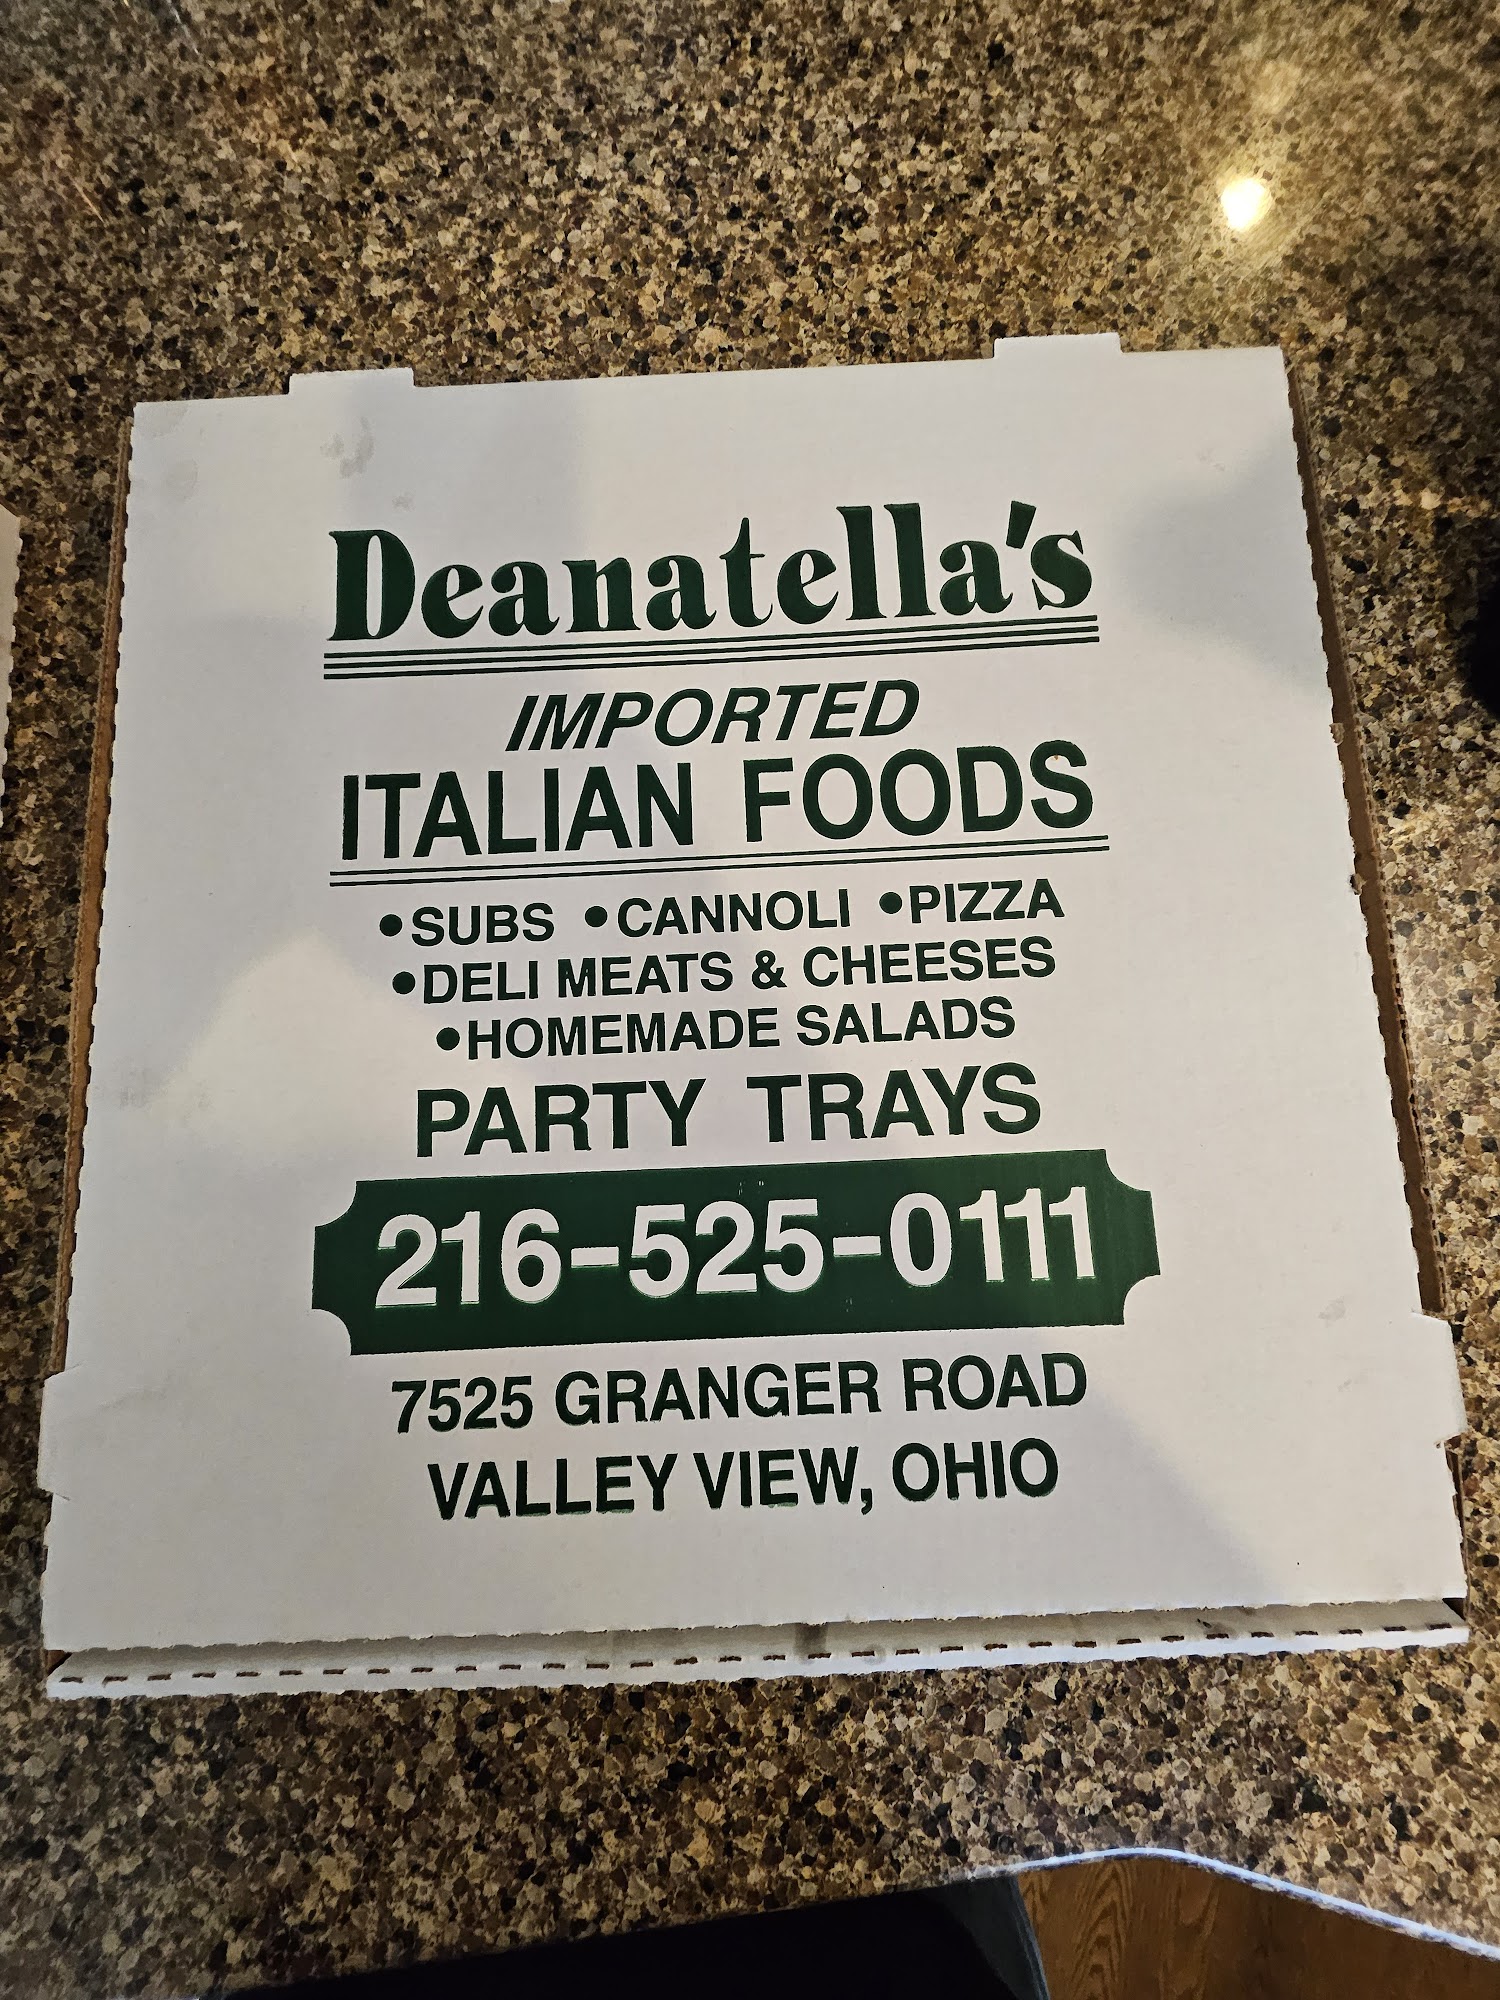 Deanatella's
IMPORTED
ITALIAN FOODS
•SUBS •CANNOLI •PIZZA
•DELI MEATS & CHEESES
•HOMEMADE SALADS
PARTY TRAYS
216-525-0111
7525 GRANGER ROAD
VALLEY VIEW, OHIO